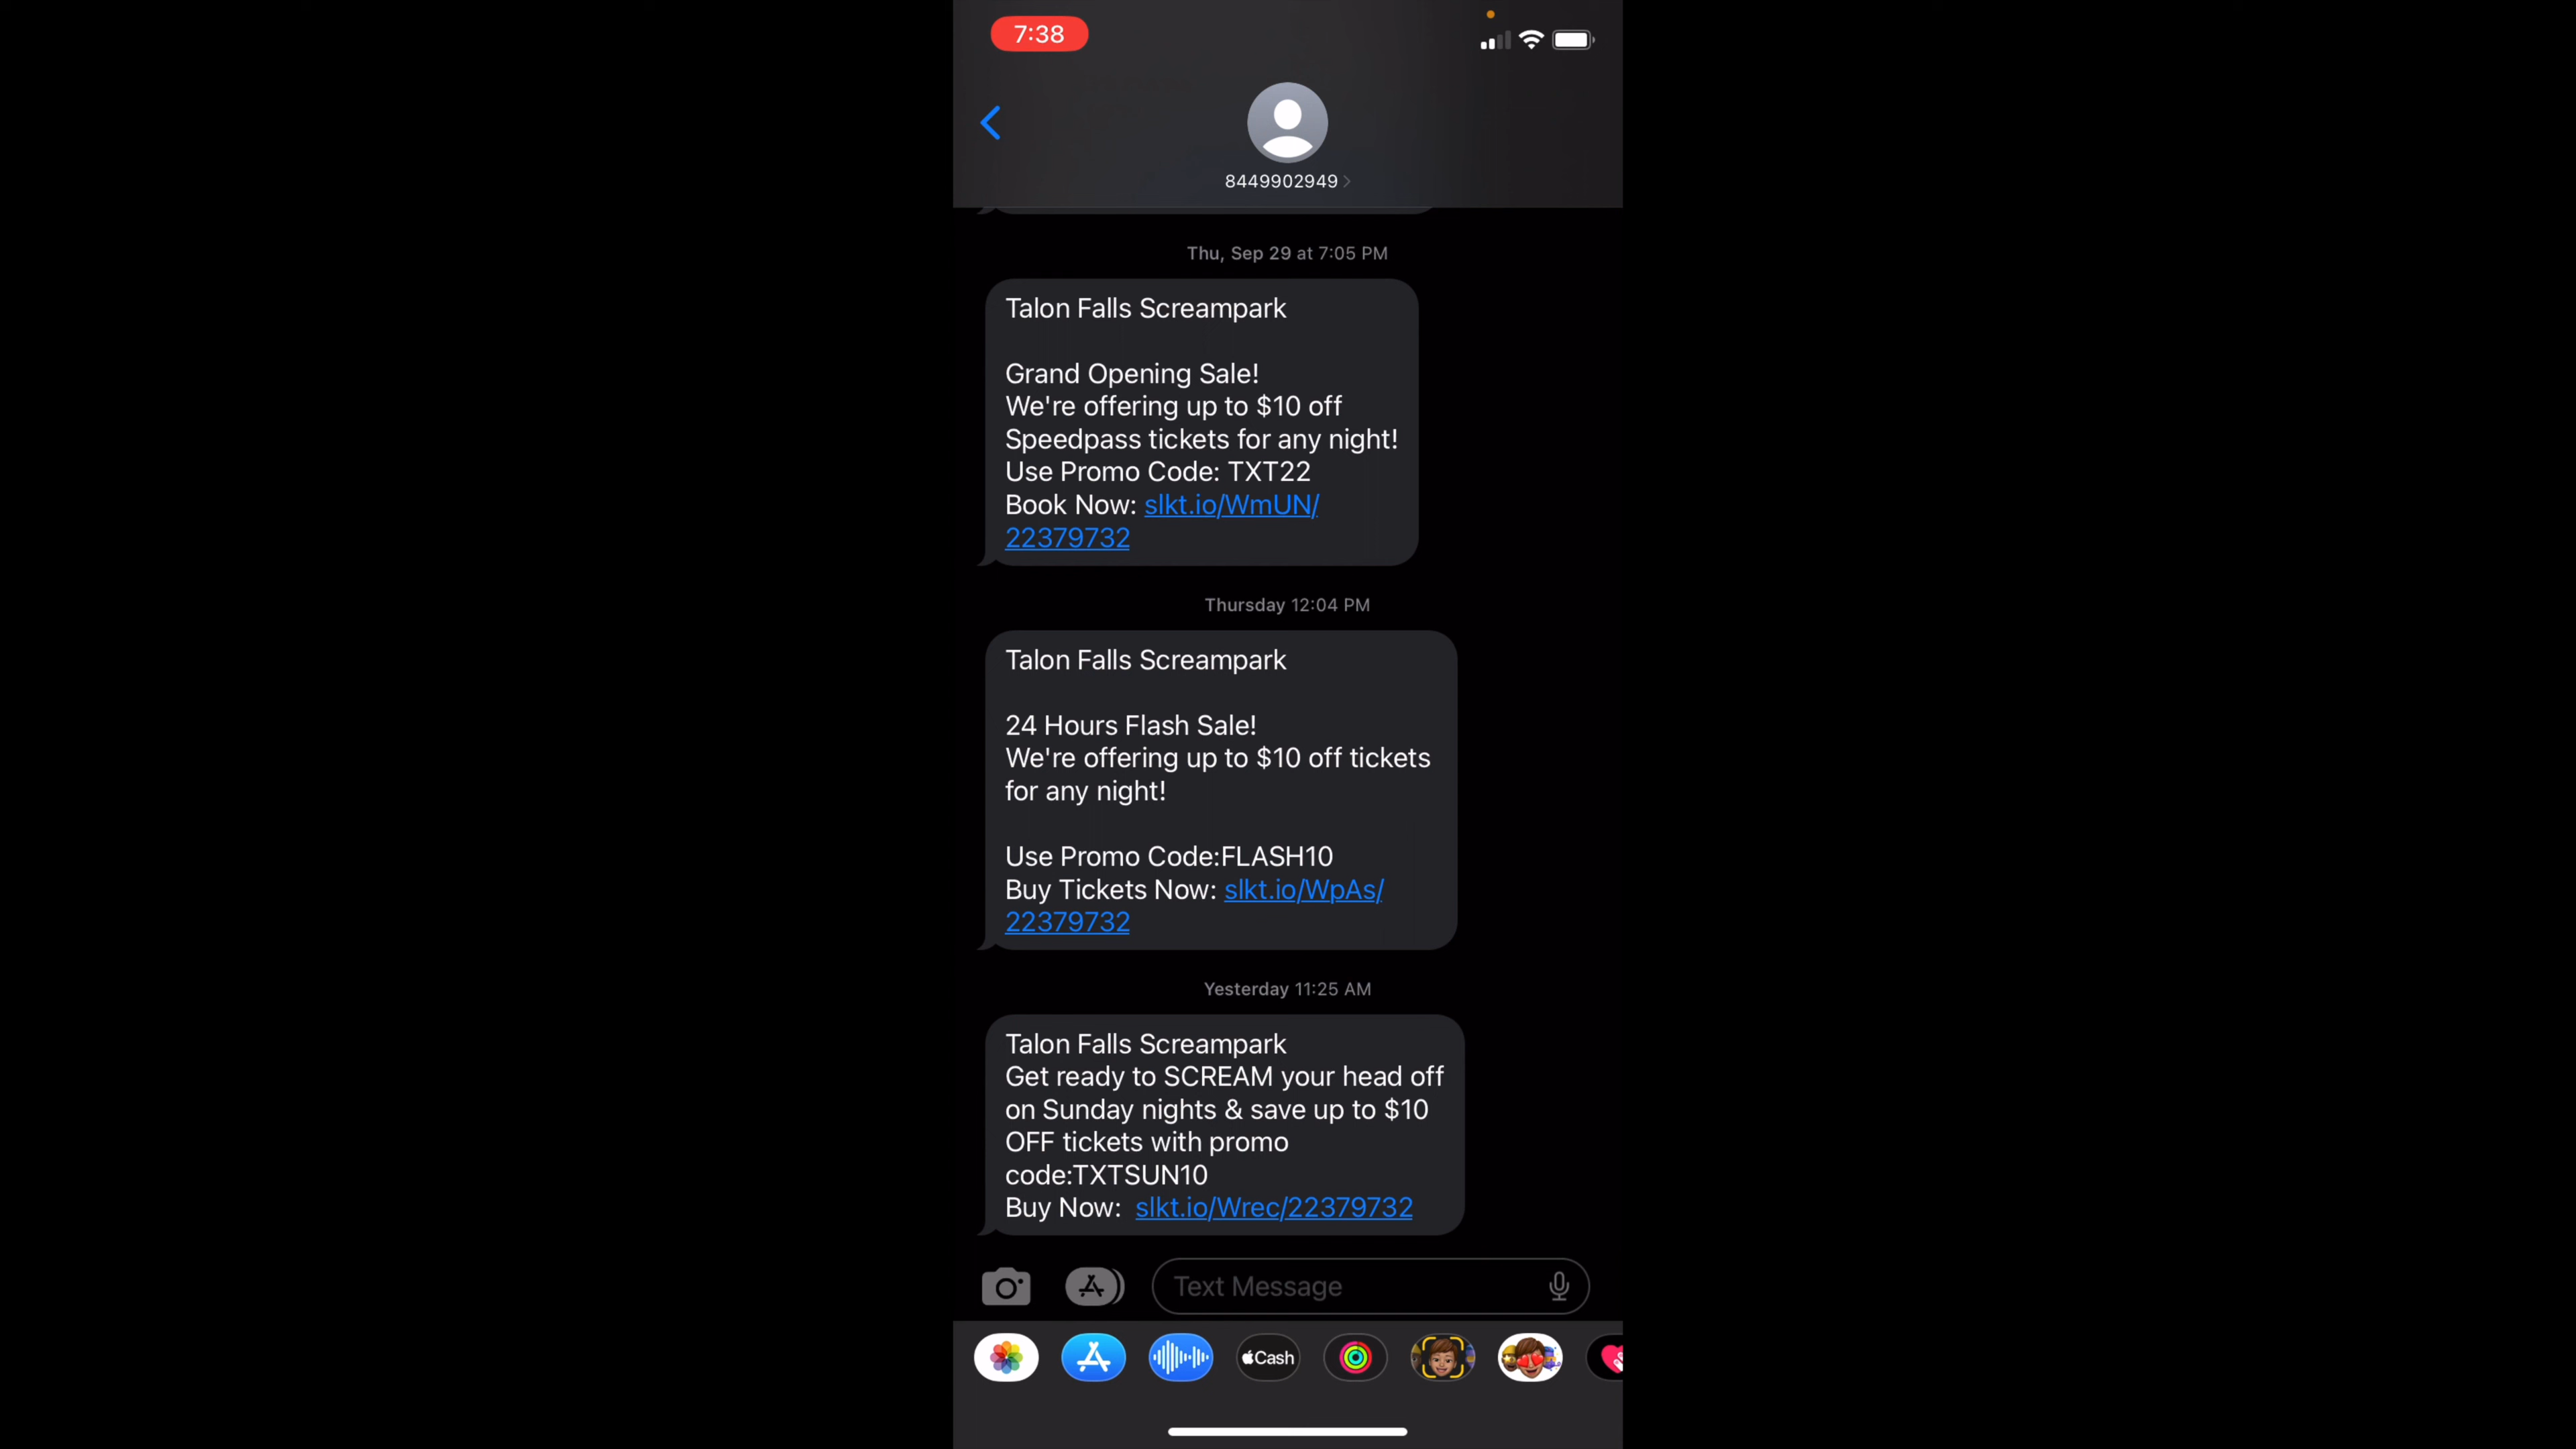 7:38
8449902949
Thu, Sep 29 at 7:05 PM
Talon Falls Screampark
Grand Opening Sale!
We're offering up to $10 off
Speedpass tickets for any night!
Use Promo Code: TXT22
Book Now: slkt.io/WmUN/
22379732
Thursday 12:04 PM
Talon Falls Screampark
24 Hours Flash Sale!
We're offering up to $10 off tickets
for any night!
Use Promo Code:FLASH10
Buy Tickets Now: slkt.io/WpAs/
22379732
Yesterday 11:25 AM
Talon Falls Screampark
Get ready to SCREAM your head off
on Sunday nights & save up to $10
OFF tickets with promo
code:TXTSUN10
Buy Now: slkt.io/Wrec/22379732
Text Message
Cash